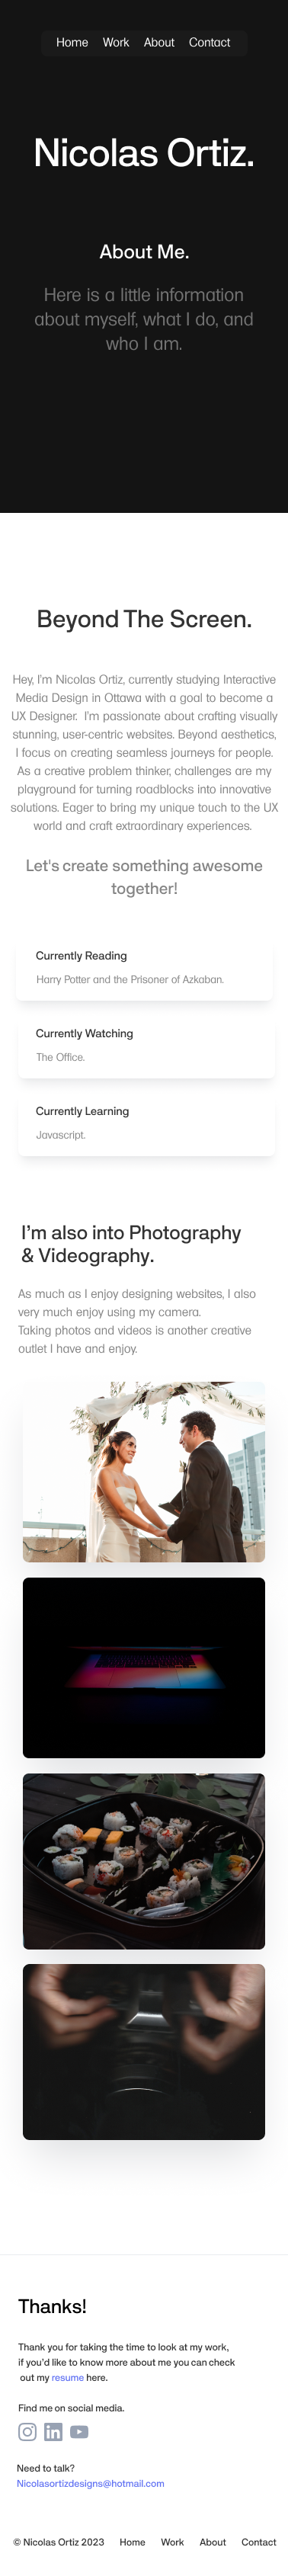 Home Work About Contact
Nicolas Ortiz.
About Me.
Here is a little information
about myself, what I do, and
who I am.
Beyond The Screen.
Hey, I'm Nicolas Ortiz, currently studying Interactive
Media Design in Ottawa with a goal to become a
UX Designer. I'm passionate about crafting visually
stunning, user-centric websites. Beyond aesthetics,
I focus on creating seamless journeys for people.
As a creative problem thinker, challenges are my
playground for turning roadblocks into innovative
solutions. Eager to bring my unique touch to the UX
world and craft extraordinary experiences.
Let's create something awesome
together!
Currently Reading
Harry Potter and the Prisoner of Azkaban.
Currently Watching
The Office.
Currently Learning
Javascript.
I'm also into Photography
& Videography.
As much as I enjoy designing websites, I also
very much enjoy using my camera.
Taking photos and videos is another creative
outlet I have and enjoy.
Thanks!
Thank you for taking the time to look at my work,
if you'd like to know more about me you can check
out my resume here.
Find me on social media.
in
Need to talk?
Nicolasortizdesigns@hotmail.com
© Nicolas Ortiz 2023 Home Work About Contact